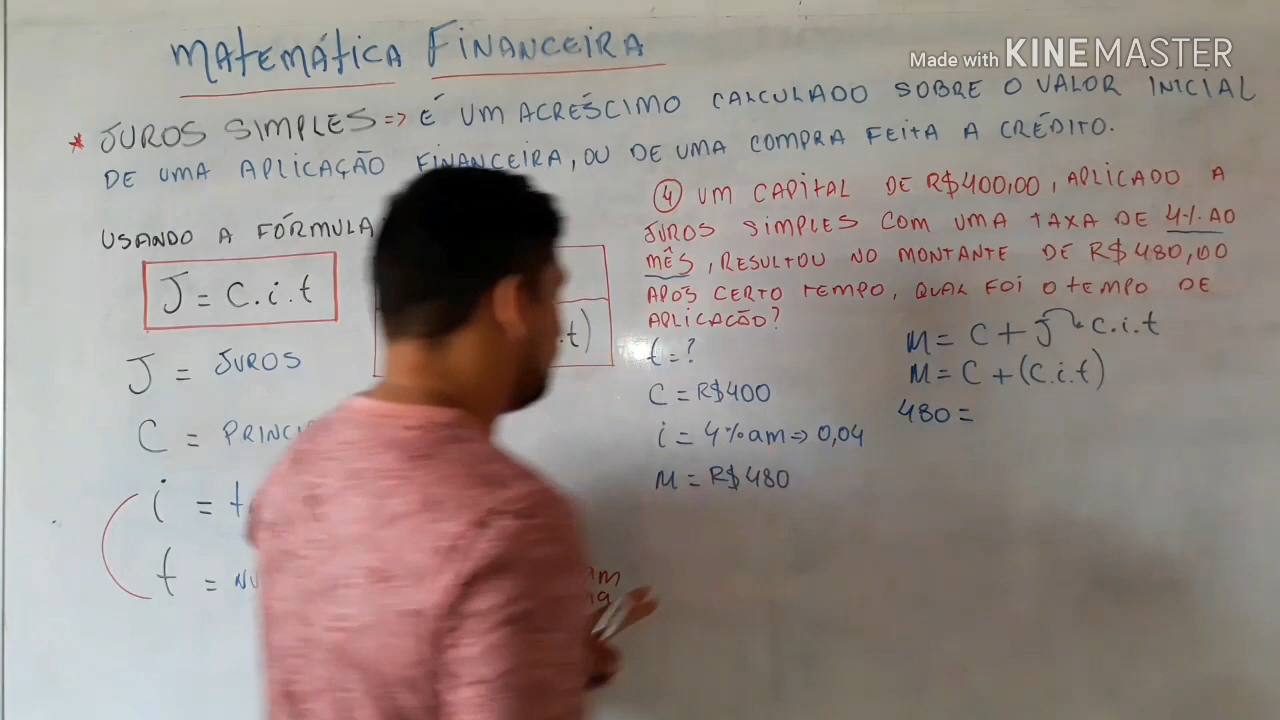 MATEMÁTICA FINANCEIRA
Made with KINEMASTER
* JUROS SIMPLES => É UM ACRÉSCIMO CALCULADO SOBRE O VALOR INICIAL
DE UMA APLICAÇÃO FINANCEIRA, OU DE UMA COMPRA FEITA A CRÉDITO.
USANDO A FÓRMULA
J = C.i.t
J = JUROS
C =
i =
t =
.t)
am
4 UM CAPITAL DE R$400,00, APLICADO A
JUROS SIMPLES COM UMA TAXA DE 4% AO
MÊS, RESULTOU NO MONTANTE DE R$480,00
APÓS CERTO TEMPO, QUAL FOI O TEMPO DE
APLICAÇÃO?
t = ?
C = R$400
i = 4% am => 0,04
M = R$480
M = C + J → C.i.t
M = C + (C.i.t)
480 =